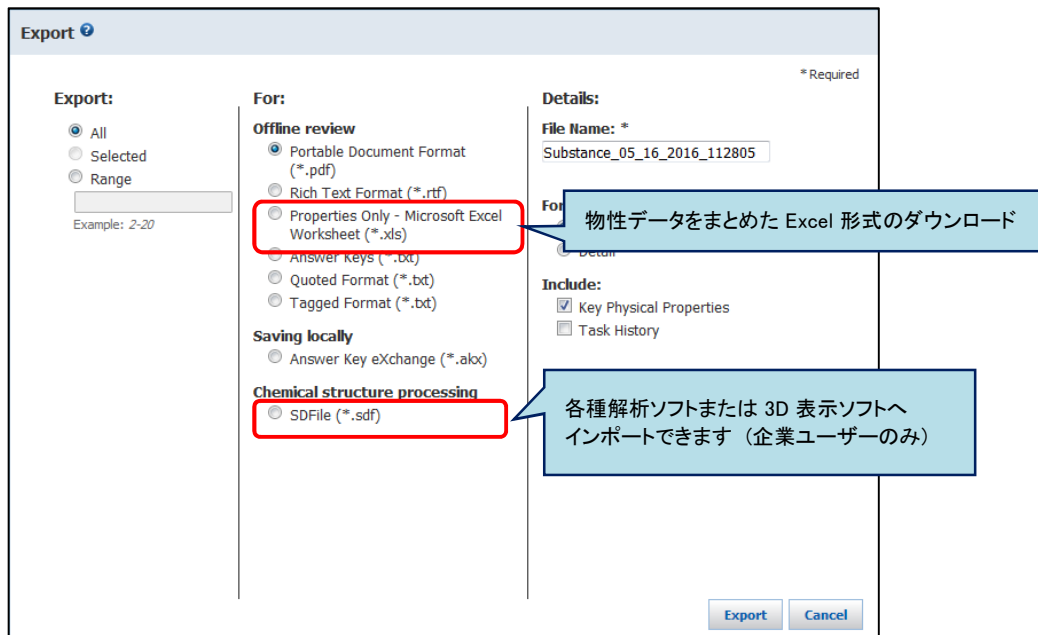 Export
* Required
Export:
All
Selected
Range
Example: 2-20
For:
Offline review
Portable Document Format
(*.pdf)
Rich Text Format (*.rtf)
Properties Only - Microsoft Excel
Worksheet (*.xls)
Answer Keys (*.txt)
Quoted Format (*.txt)
Tagged Format (*.txt)
Saving locally
Answer Key eXchange (*.akx)
Chemical structure processing
SDFile (*.sdf)
Details:
File Name: *
Substance_05_16_2016_112805
物性データをまとめた Excel 形式のダウンロード
Detail
Include:
Key Physical Properties
Task History
各種解析ソフトまたは 3D 表示ソフトへ
インポートできます (企業ユーザーのみ)
Export
Cancel